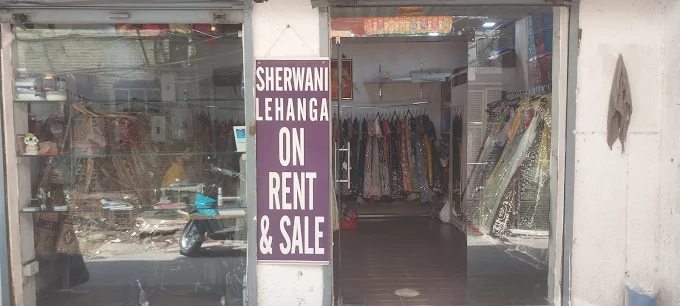 SHERWANI
LEHANGA
ON
RENT
& SALE